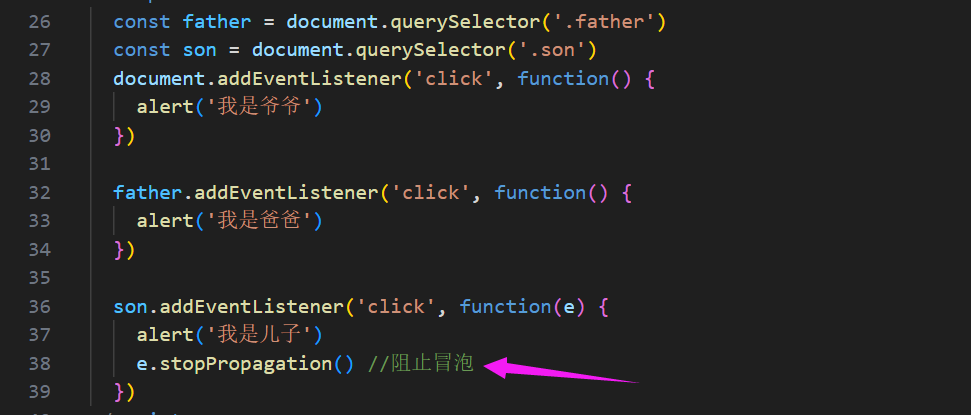 26 const father = document.querySelector('.father')
27 const son = document.querySelector('.son')
28 document.addEventListener('click', function() {
29 alert('我是爷爷')
30 })
31
32 father.addEventListener('click', function() {
33 alert('我是爸爸')
34 })
35
36 son.addEventListener('click', function(e) {
37 alert('我是儿子')
38 e.stopPropagation() //阻止冒泡
39 })